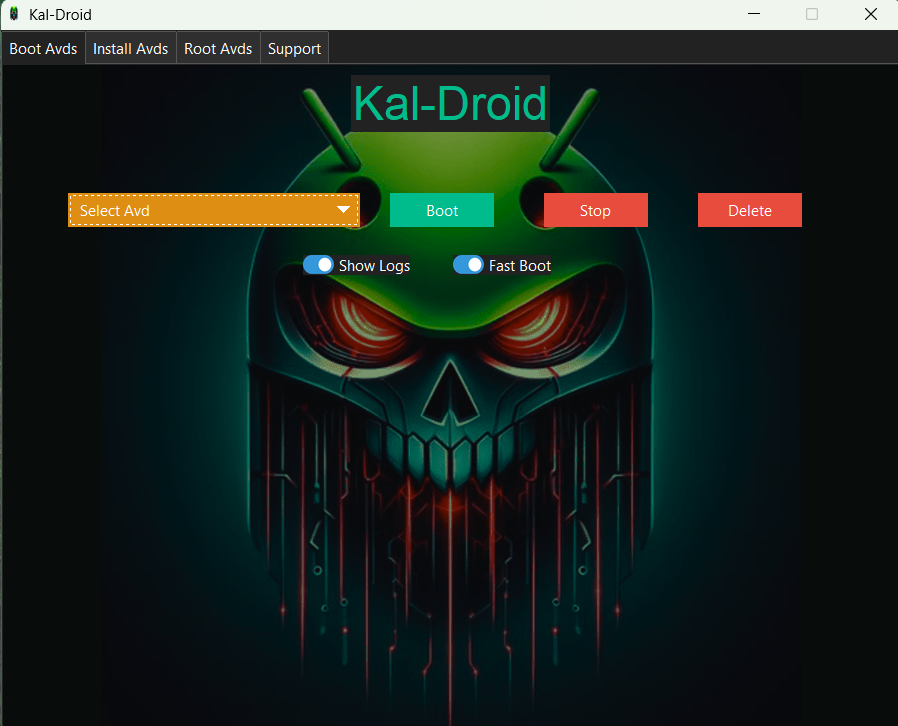 Kal-Droid
Boot Avds Install Avds Root Avds Support
Kal-Droid
Select Avd Boot Stop Delete
Show Logs Fast Boot